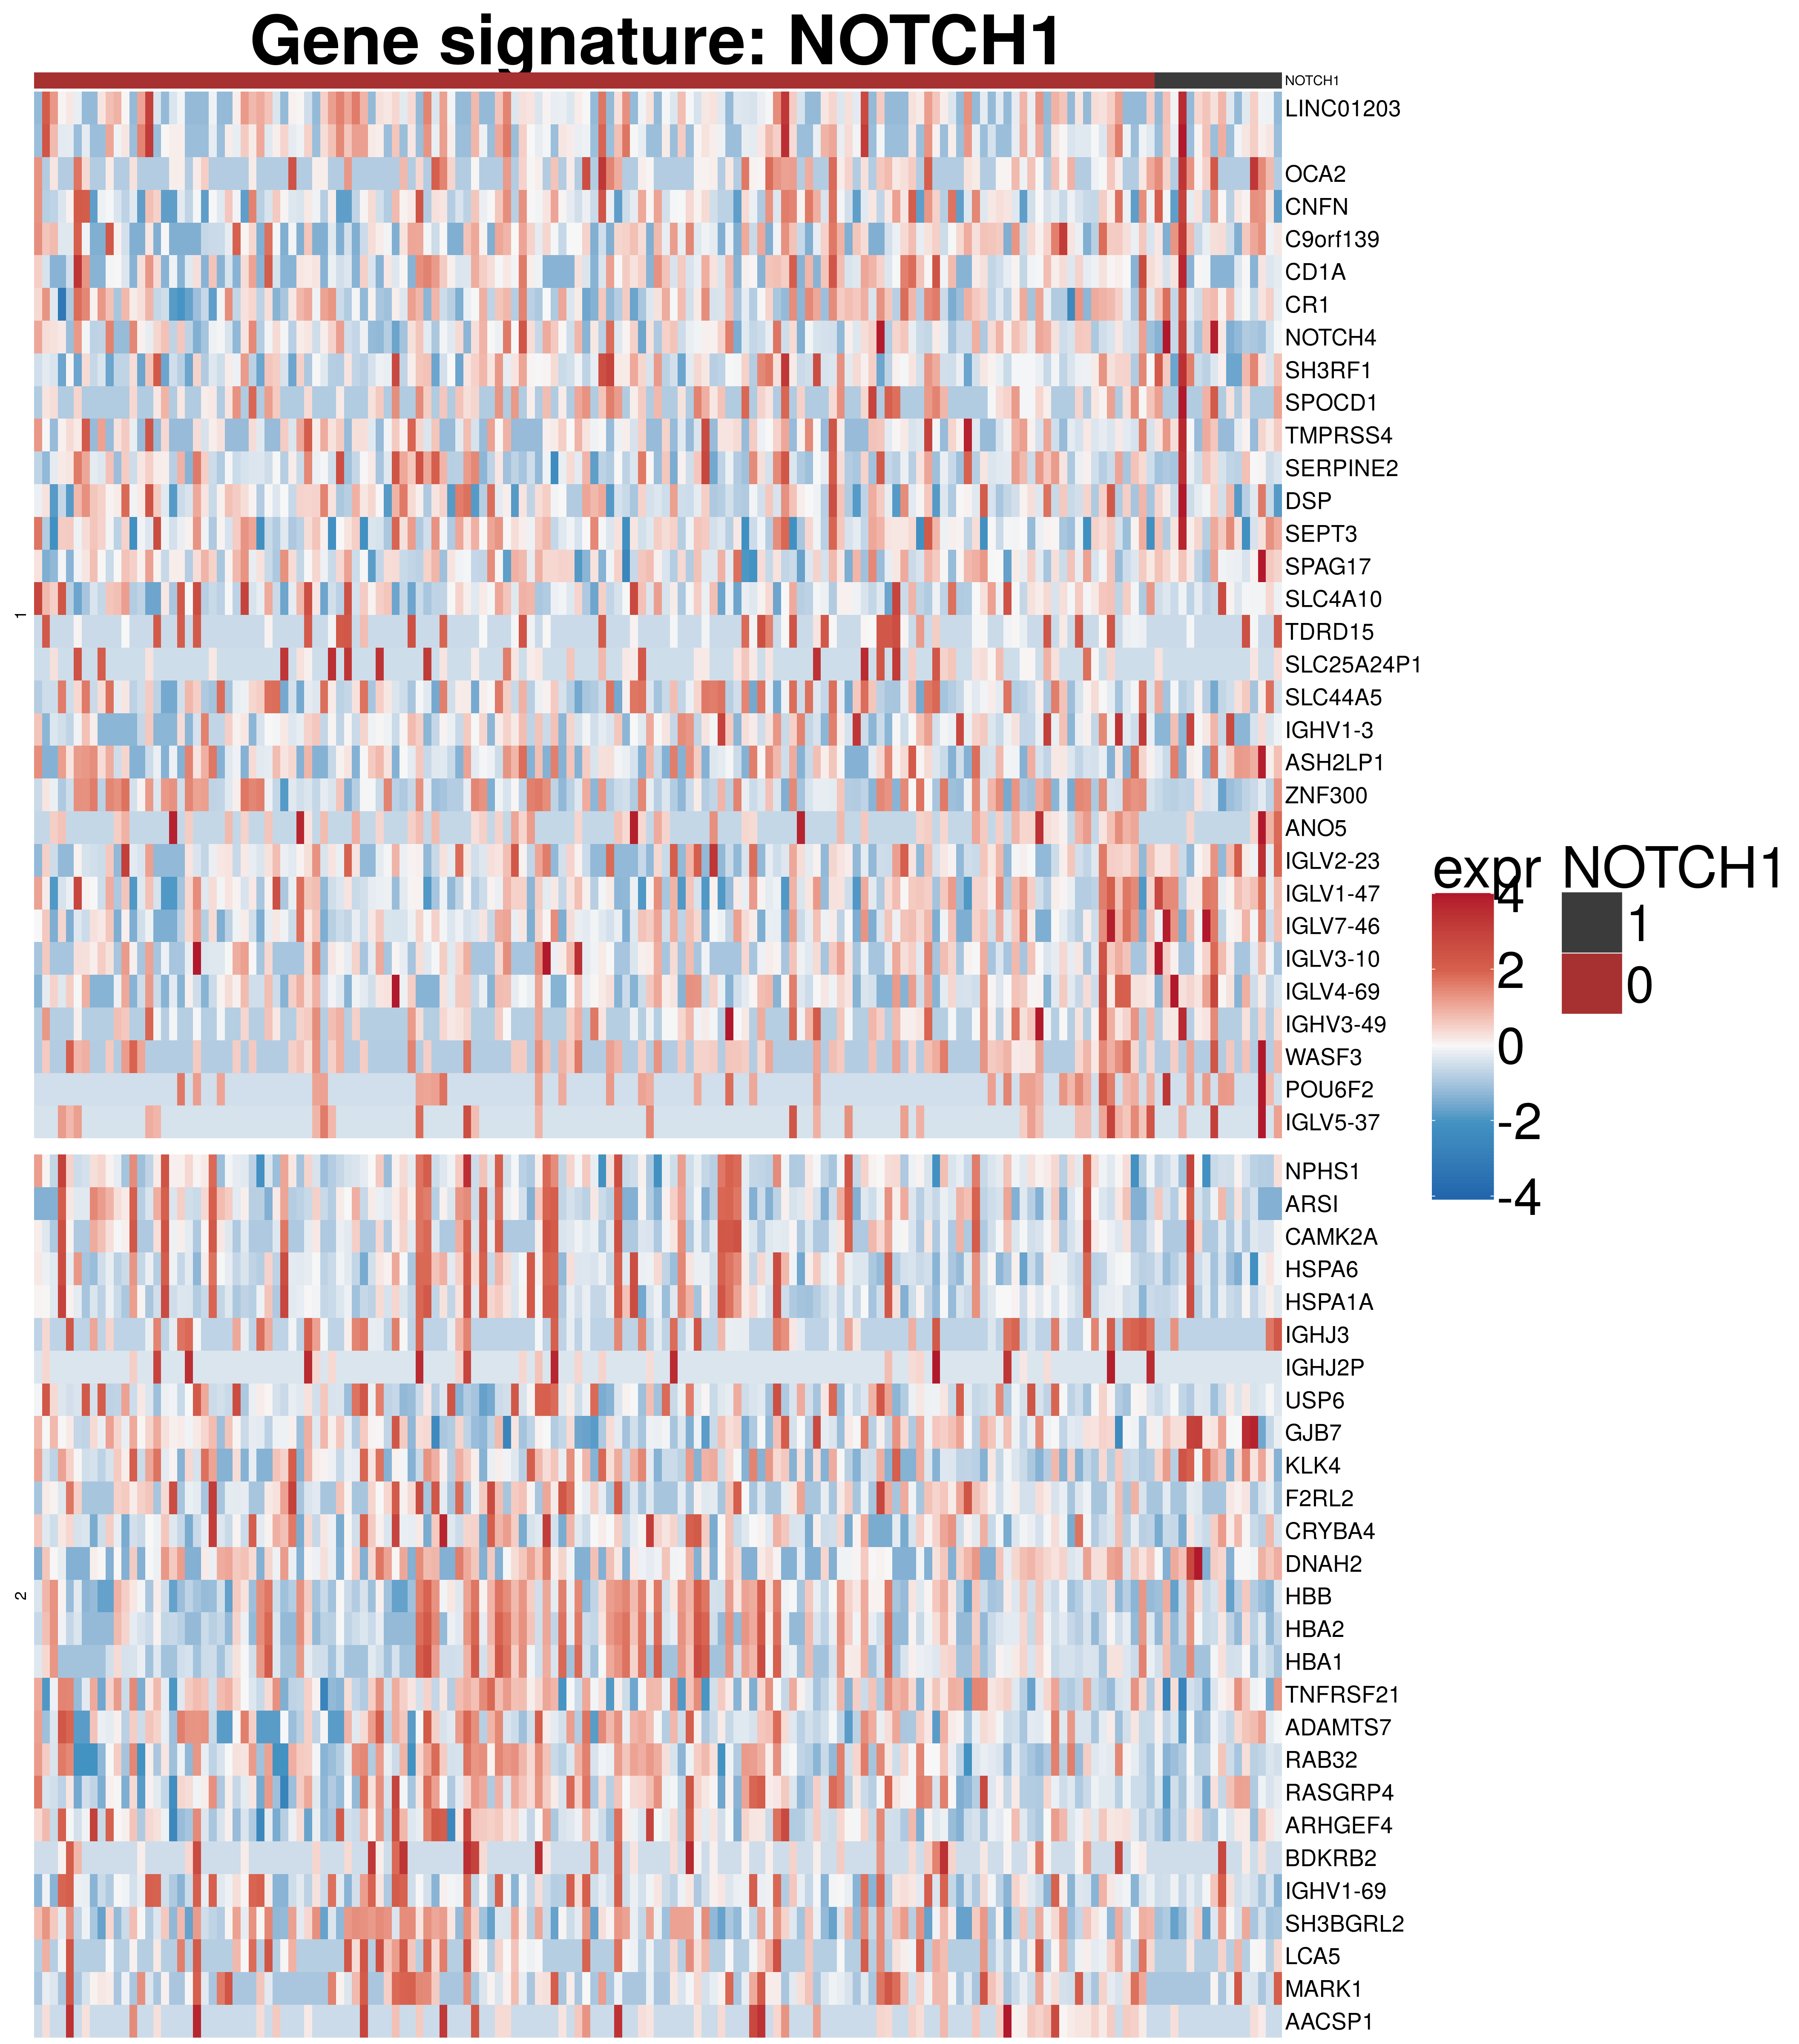 Gene signature: NOTCH1
NOTCH1
LINC01203
OCA2
CNFN
C9orf139
CD1A
CR1
NOTCH4
SH3RF1
SPOCD1
TMPRSS4
SERPINE2
DSP
SEPT3
SPAG17
SLC4A10
TDRD15
SLC25A24P1
SLC44A5
IGHV1-3
ASH2LP1
ZNF300
ANO5
IGLV2-23
IGLV1-47
IGLV7-46
IGLV3-10
IGLV4-69
IGHV3-49
WASF3
POU6F2
IGLV5-37
1
NPHS1
ARSI
CAMK2A
HSPA6
HSPA1A
IGHJ3
IGHJ2P
USP6
GJB7
KLK4
F2RL2
CRYBA4
DNAH2
HBB
HBA2
HBA1
TNFRSF21
ADAMTS7
RAB32
RASGRP4
ARHGEF4
BDKRB2
IGHV1-69
SH3BGRL2
LCA5
MARK1
AACSP1
2
expr
4
2
0
-2
-4
NOTCH1
1
0